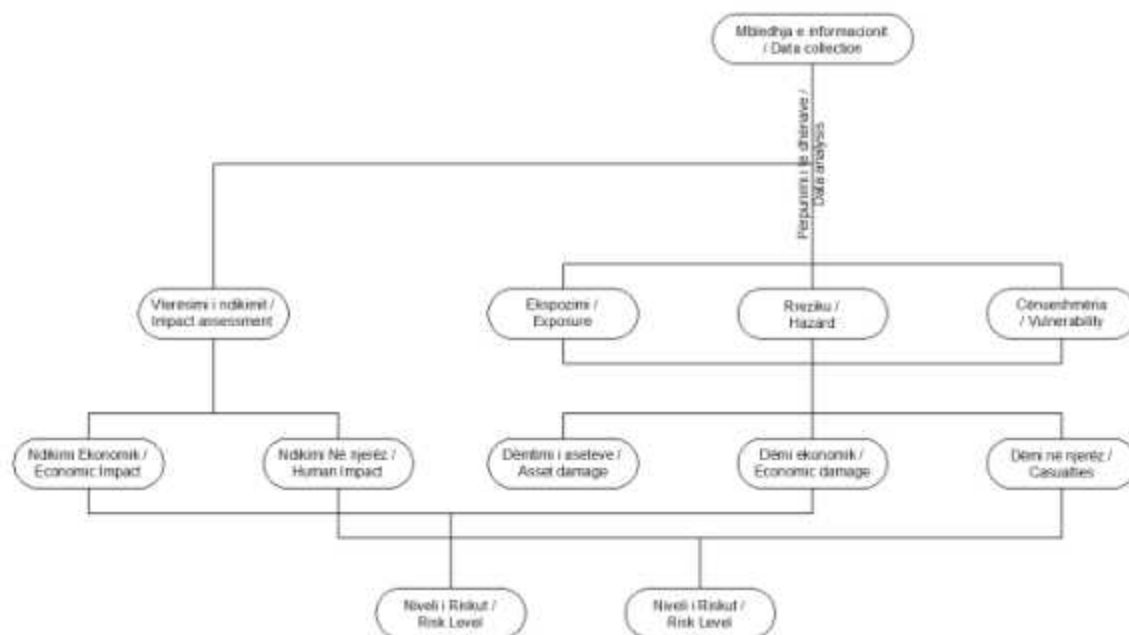 Mbledhja e informacionit
/ Data collection
Perpunimi i të dhënave /
Data analysis
Vlerësimi i ndikimit /
Impact assessment
Ekspozimi /
Exposure
Rreziku /
Hazard
Cënueshmëria
/ Vulnerability
Ndikimi Ekonomik /
Economic Impact
Ndikimi Në njerëz /
Human Impact
Dëmtimi i aseteve /
Asset damage
Dëmi ekonomik /
Economic damage
Dëmi në njerëz /
Casualties
Niveli i Riskut /
Risk Level
Niveli i Riskut /
Risk Level